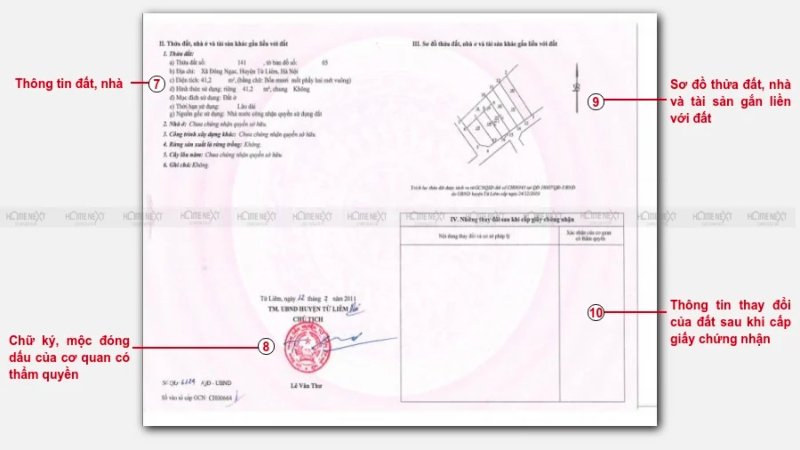 II. Thửa đất, nhà ở và tài sản khác gắn liền với đất
1. Thửa đất:
a) Thửa đất số: 141 , tờ bản đồ số: 65
b) Địa chỉ: Xã Đông Ngạc, Huyện Từ Liêm, Hà Nội
c) Diện tích: 41,2 m², (bằng chữ: Bốn mươi mốt phẩy hai mét vuông)
d) Hình thức sử dụng: riêng 41,2 m², chung Không
đ) Mục đích sử dụng: Đất ở
e) Thời hạn sử dụng: Lâu dài
g) Nguồn gốc sử dụng: Nhà nước công nhận quyền sử dụng đất
2. Nhà ở: Chưa chứng nhận quyền sở hữu.
3. Công trình xây dựng khác: Chưa chứng nhận quyền sở hữu.
4. Rừng sản xuất là rừng trồng: Không.
5. Cây lâu năm: Chưa chứng nhận quyền sở hữu.
6. Ghi chú: Không.
Thông tin đất, nhà
7
III. Sơ đồ thửa đất, nhà ở và tài sản khác gắn liền với đất
9
Sơ đồ thửa đất, nhà
và tài sản gắn liền
với đất
HOMENEXT HOMENEXT HOMENEXT HOMENEXT HOMENEXT HOMENEXT HOMENEXT HOMENEXT
IV. Những thay đổi sau khi cấp giấy chứng nhận
Nội dung thay đổi và cơ sở pháp lý
Xác nhận của cơ quan
có thẩm quyền
10
Thông tin thay đổi
của đất sau khi cấp
giấy chứng nhận
Từ Liêm, ngày 12 tháng 2 năm 2011
TM. UBND HUYỆN TỪ LIÊM
CHỦ TỊCH
8
Chữ ký, mộc đóng
dấu của cơ quan có
thẩm quyền
Lê Văn Thư
QĐ - UBND
Số vào sổ cấp GCN CH00664